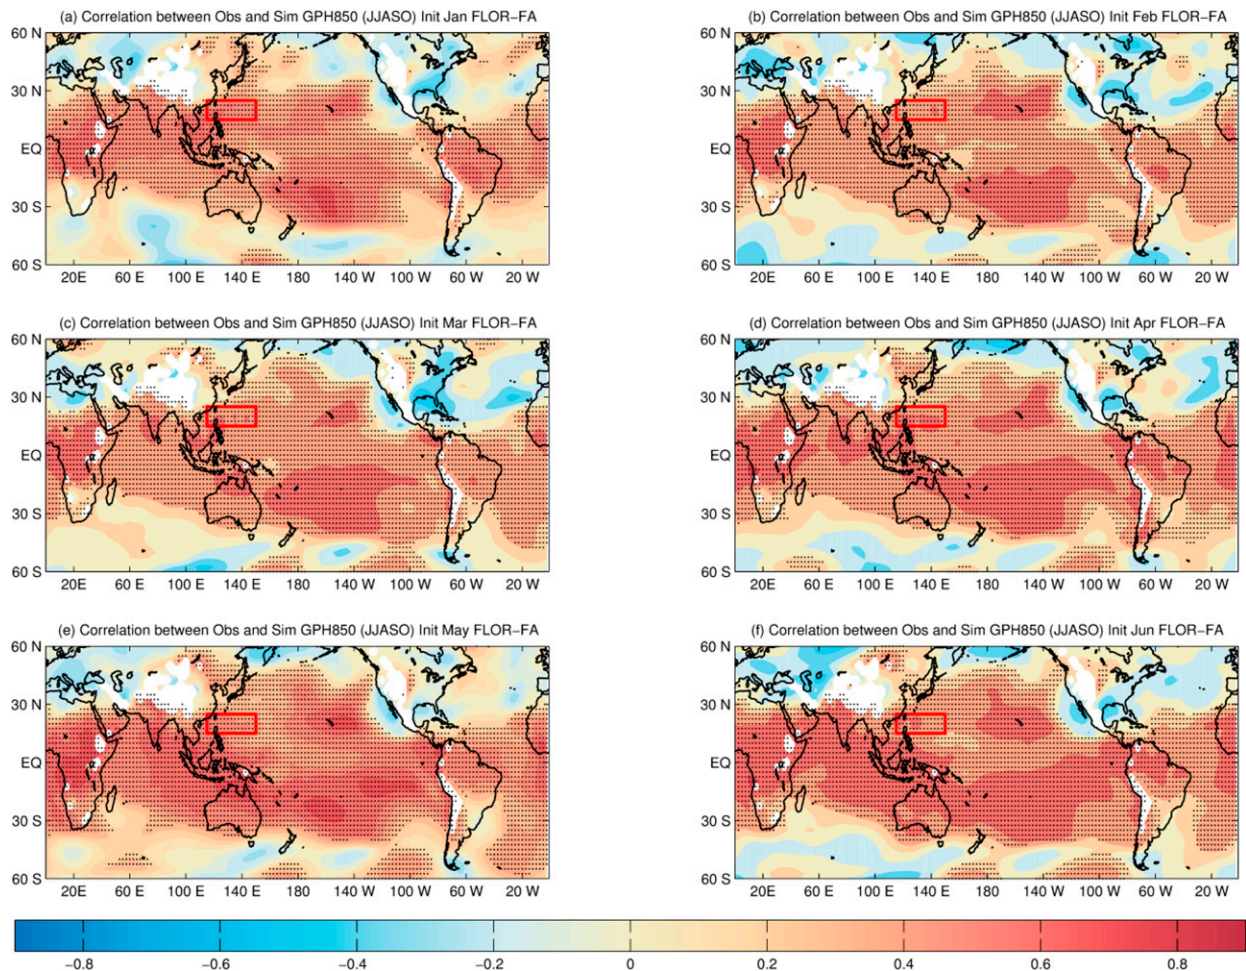 (a) Correlation between Obs and Sim GPH850 (JJASO) Init Jan FLOR−FA
60 N
30 N
EQ
30 S
60 S
20E 60 E 100 E 140 E 180 140 W 100 W 60 W 20 W
(b) Correlation between Obs and Sim GPH850 (JJASO) Init Feb FLOR−FA
60 N
30 N
EQ
30 S
60 S
20E 60 E 100 E 140 E 180 140 W 100 W 60 W 20 W
(c) Correlation between Obs and Sim GPH850 (JJASO) Init Mar FLOR−FA
60 N
30 N
EQ
30 S
60 S
20E 60 E 100 E 140 E 180 140 W 100 W 60 W 20 W
(d) Correlation between Obs and Sim GPH850 (JJASO) Init Apr FLOR−FA
60 N
30 N
EQ
30 S
60 S
20E 60 E 100 E 140 E 180 140 W 100 W 60 W 20 W
(e) Correlation between Obs and Sim GPH850 (JJASO) Init May FLOR−FA
60 N
30 N
EQ
30 S
60 S
20E 60 E 100 E 140 E 180 140 W 100 W 60 W 20 W
(f) Correlation between Obs and Sim GPH850 (JJASO) Init Jun FLOR−FA
60 N
30 N
EQ
30 S
60 S
20E 60 E 100 E 140 E 180 140 W 100 W 60 W 20 W
−0.8 −0.6 −0.4 −0.2 0 0.2 0.4 0.6 0.8